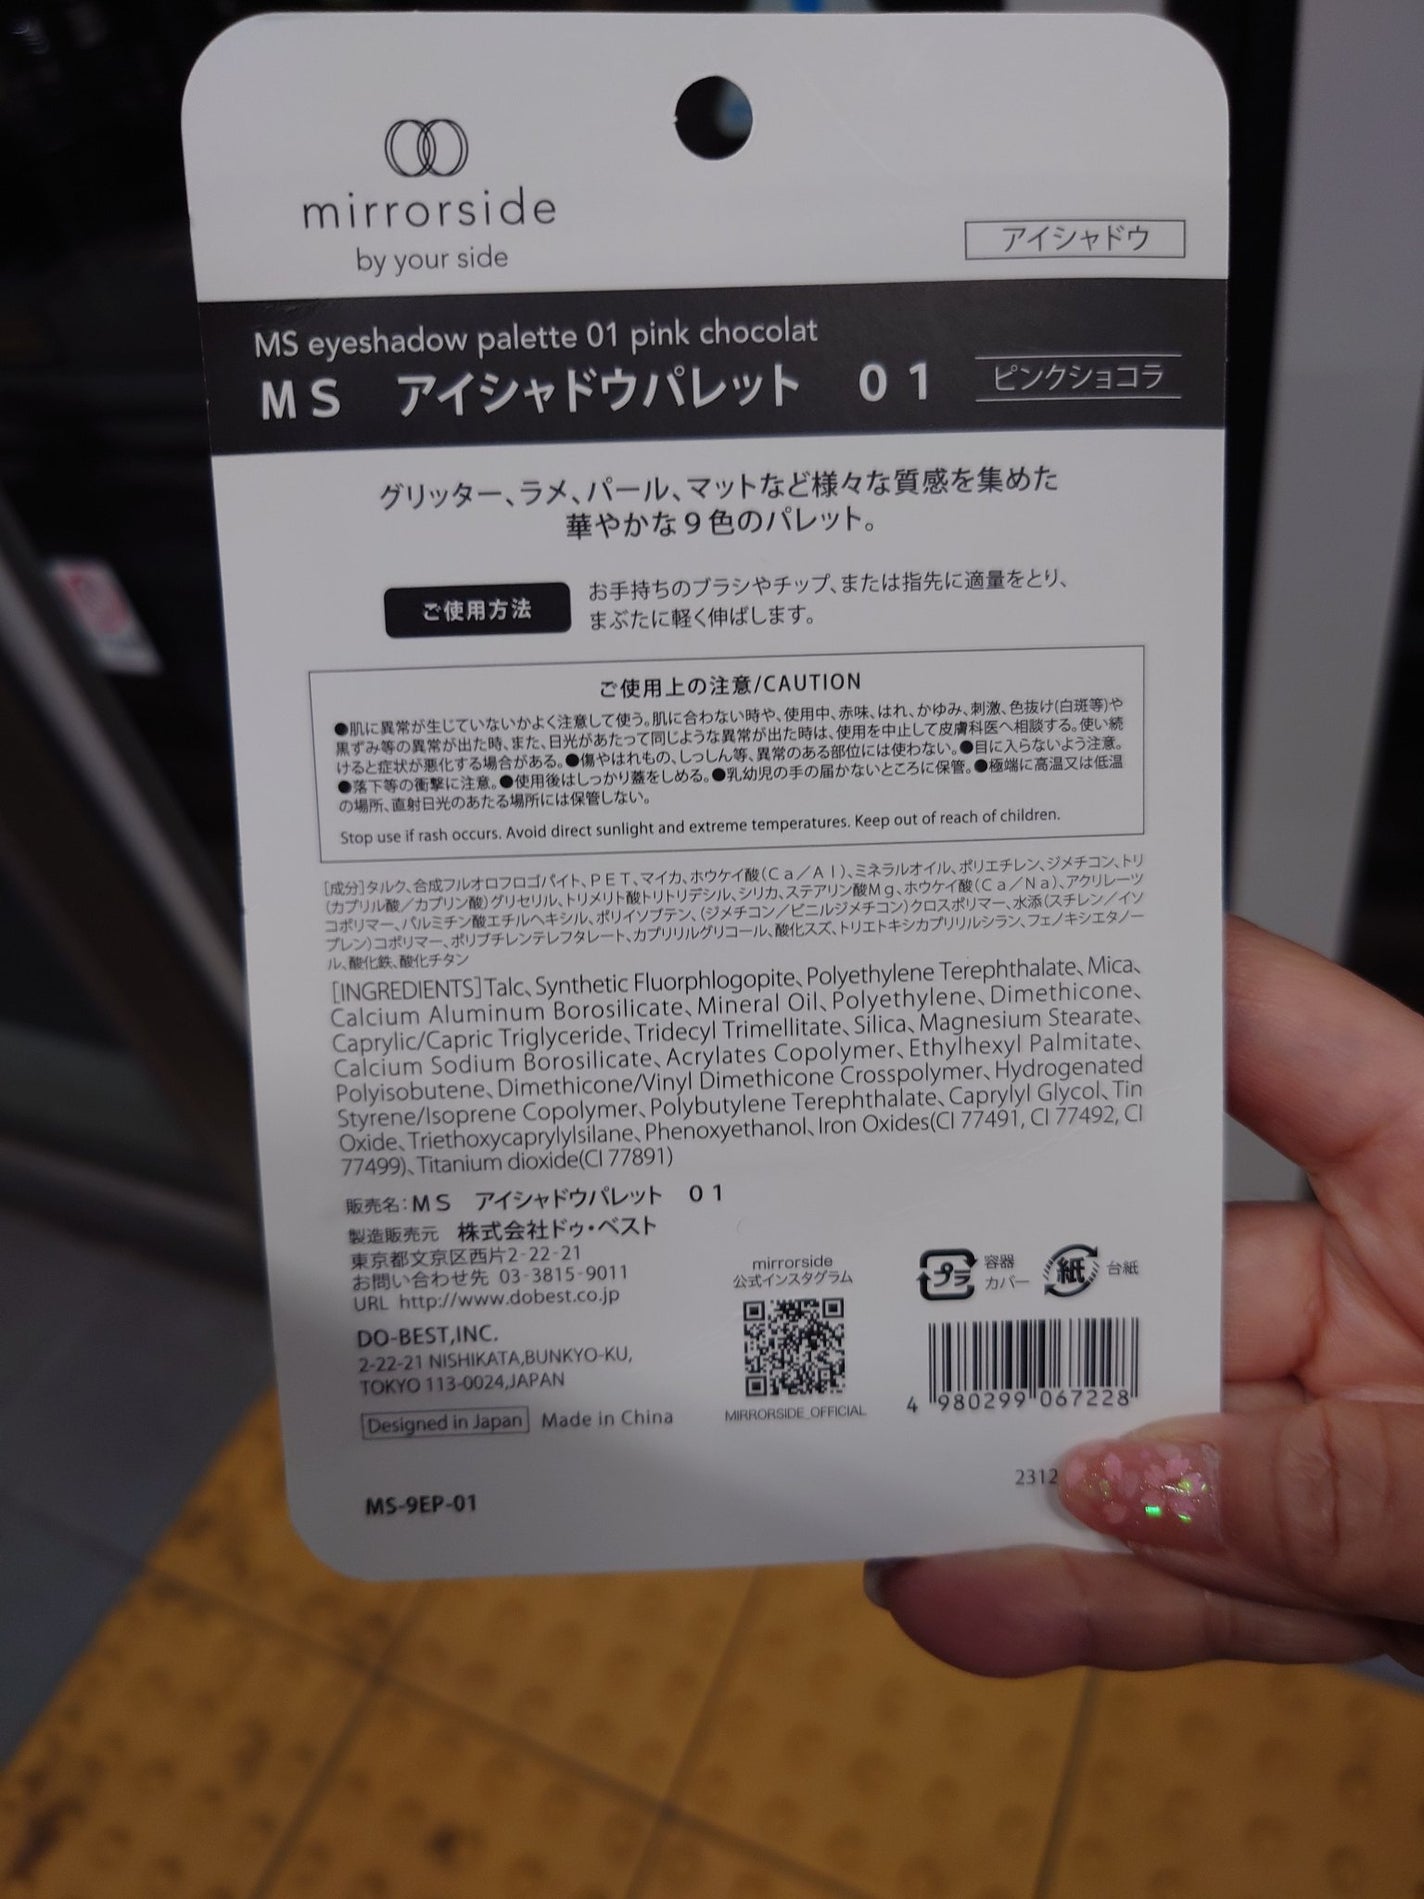 mirrorside
by your side
アイシャドウ
MS eyeshadow palette 01 pink chocolat
ＭＳ　アイシャドウパレット　０１
ピンクショコラ
グリッター、ラメ、パール、マットなど様々な質感を集めた
華やかな９色のパレット。
ご使用方法
お手持ちのブラシやチップ、または指先に適量をとり、
まぶたに軽く伸ばします。
ご使用上の注意/CAUTION
●肌に異常が生じていないかよく注意して使う。肌に合わない時や、使用中、赤味、はれ、かゆみ、刺激、色抜け(白斑等)や
黒ずみ等の異常が出た時、また、日光があたって同じような異常が出た時は、使用を中止して皮膚科医へ相談する。使い続
けると症状が悪化する場合がある。●傷やはれもの、しっしん等、異常のある部位には使わない。●目に入らないよう注意。
●落下等の衝撃に注意。●使用後はしっかり蓋をしめる。●乳幼児の手の届かないところに保管。●極端に高温又は低温
の場所、直射日光のあたる場所には保管しない。
Stop use if rash occurs. Avoid direct sunlight and extreme temperatures. Keep out of reach of children.
[成分]タルク、合成フルオロフロゴパイト、ＰＥＴ、マイカ、ホウケイ酸（Ｃａ／Ａｌ）、ミネラルオイル、ポリエチレン、ジメチコン、トリ
（カプリル酸／カプリン酸）グリセリル、トリメリト酸トリトリデシル、シリカ、ステアリン酸Ｍｇ、ホウケイ酸（Ｃａ／Ｎａ）、アクリレーツ
コポリマー、パルミチン酸エチルヘキシル、ポリイソブテン、（ジメチコン／ビニルジメチコン）クロスポリマー、水添（スチレン／イソ
プレン）コポリマー、ポリブチレンテレフタレート、カプリリルグリコール、酸化スズ、トリエトキシカプリリルシラン、フェノキシエタノー
ル、酸化鉄、酸化チタン
[INGREDIENTS]Talc、Synthetic Fluorphlogopite、Polyethylene Terephthalate、Mica、
Calcium Aluminum Borosilicate、Mineral Oil、Polyethylene、Dimethicone、
Caprylic/Capric Triglyceride、Tridecyl Trimellitate、Silica、Magnesium Stearate、
Calcium Sodium Borosilicate、Acrylates Copolymer、Ethylhexyl Palmitate、
Polyisobutene、Dimethicone/Vinyl Dimethicone Crosspolymer、Hydrogenated
Styrene/Isoprene Copolymer、Polybutylene Terephthalate、Caprylyl Glycol、Tin
Oxide、Triethoxycaprylylsilane、Phenoxyethanol、Iron Oxides(CI 77491, CI 77492, CI
77499)、Titanium dioxide(CI 77891)
販売名：ＭＳ　アイシャドウパレット　０１
製造販売元　株式会社ドゥ・ベスト
東京都文京区西片2-22-21
お問い合わせ先 03-3815-9011
URL http://www.dobest.co.jp
DO-BEST,INC.
2-22-21 NISHIKATA,BUNKYO-KU,
TOKYO 113-0024,JAPAN
Designed in Japan Made in China
mirrorside
公式インスタグラム
MIRRORSIDE_OFFICIAL
プラ 容器
カバー
紙 台紙
4 980299 067228
2312
MS-9EP-01